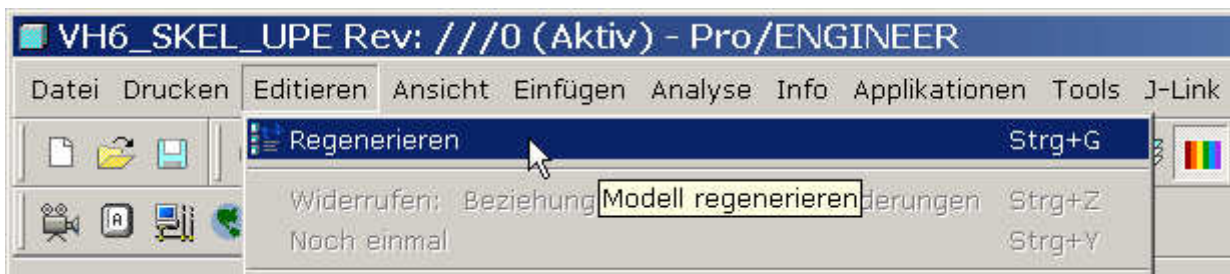 VH6_SKEL_UPE Rev: ///0 (Aktiv) - Pro/ENGINEER
Datei Drucken Editieren Ansicht Einfügen Analyse Info Applikationen Tools J-Link
Regenerieren Strg+G
Widerrufen: Beziehung Modell regenerieren derungen Strg+Z
Noch einmal Strg+Y
A